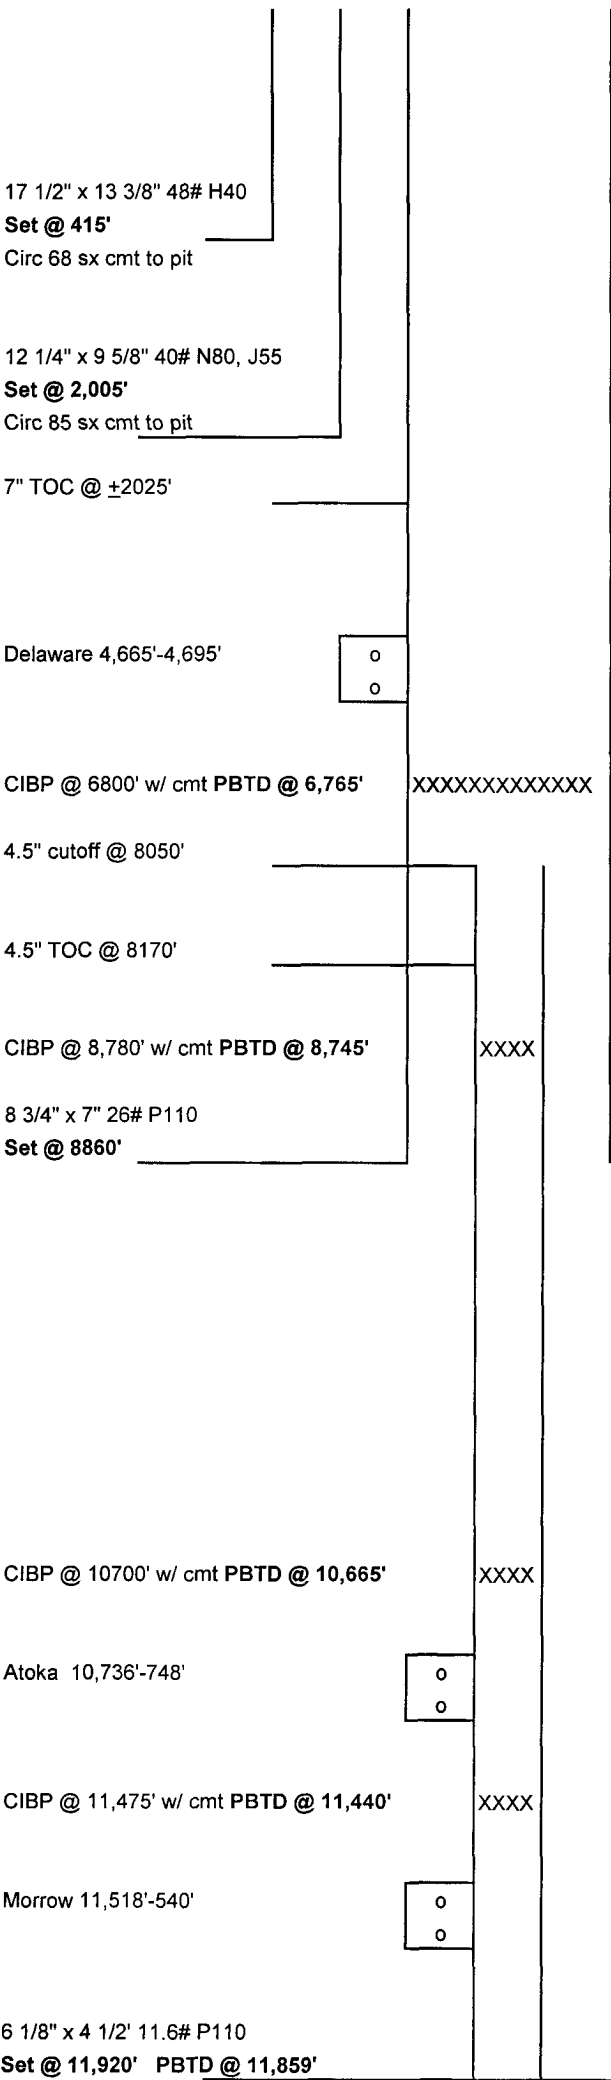 17 1/2" x 13 3/8" 48# H40
Set @ 415'
Circ 68 sx cmt to pit
12 1/4" x 9 5/8" 40# N80, J55
Set @ 2,005'
Circ 85 sx cmt to pit
7" TOC @ ±2025'
Delaware 4,665'-4,695'
o
o
CIBP @ 6800' w/ cmt PBTD @ 6,765' XXXXXXXXXXXXX
4.5" cutoff @ 8050'
4.5" TOC @ 8170'
CIBP @ 8,780' w/ cmt PBTD @ 8,745' XXXX
8 3/4" x 7" 26# P110
Set @ 8860'
CIBP @ 10700' w/ cmt PBTD @ 10,665' XXXX
Atoka 10,736'-748'
o
o
CIBP @ 11,475' w/ cmt PBTD @ 11,440' XXXX
Morrow 11,518'-540'
o
o
6 1/8" x 4 1/2' 11.6# P110
Set @ 11,920' PBTD @ 11,859'